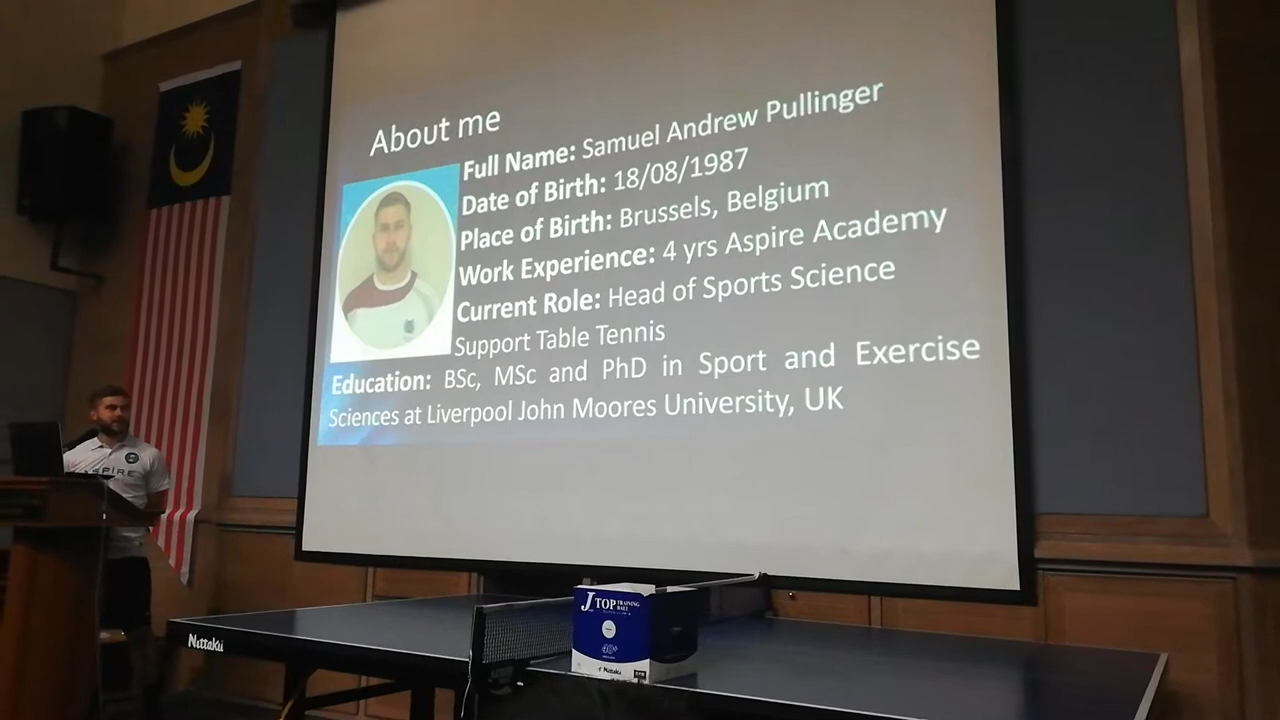 About me
Full Name: Samuel Andrew Pullinger
Date of Birth: 18/08/1987
Place of Birth: Brussels, Belgium
Work Experience: 4 yrs Aspire Academy
Current Role: Head of Sports Science
Support Table Tennis
Education: BSc, MSc and PhD in Sport and Exercise
Sciences at Liverpool John Moores University, UK
ASPIRE
Nittaku
J TOP TRAINING
BALL
40+
Nittaku